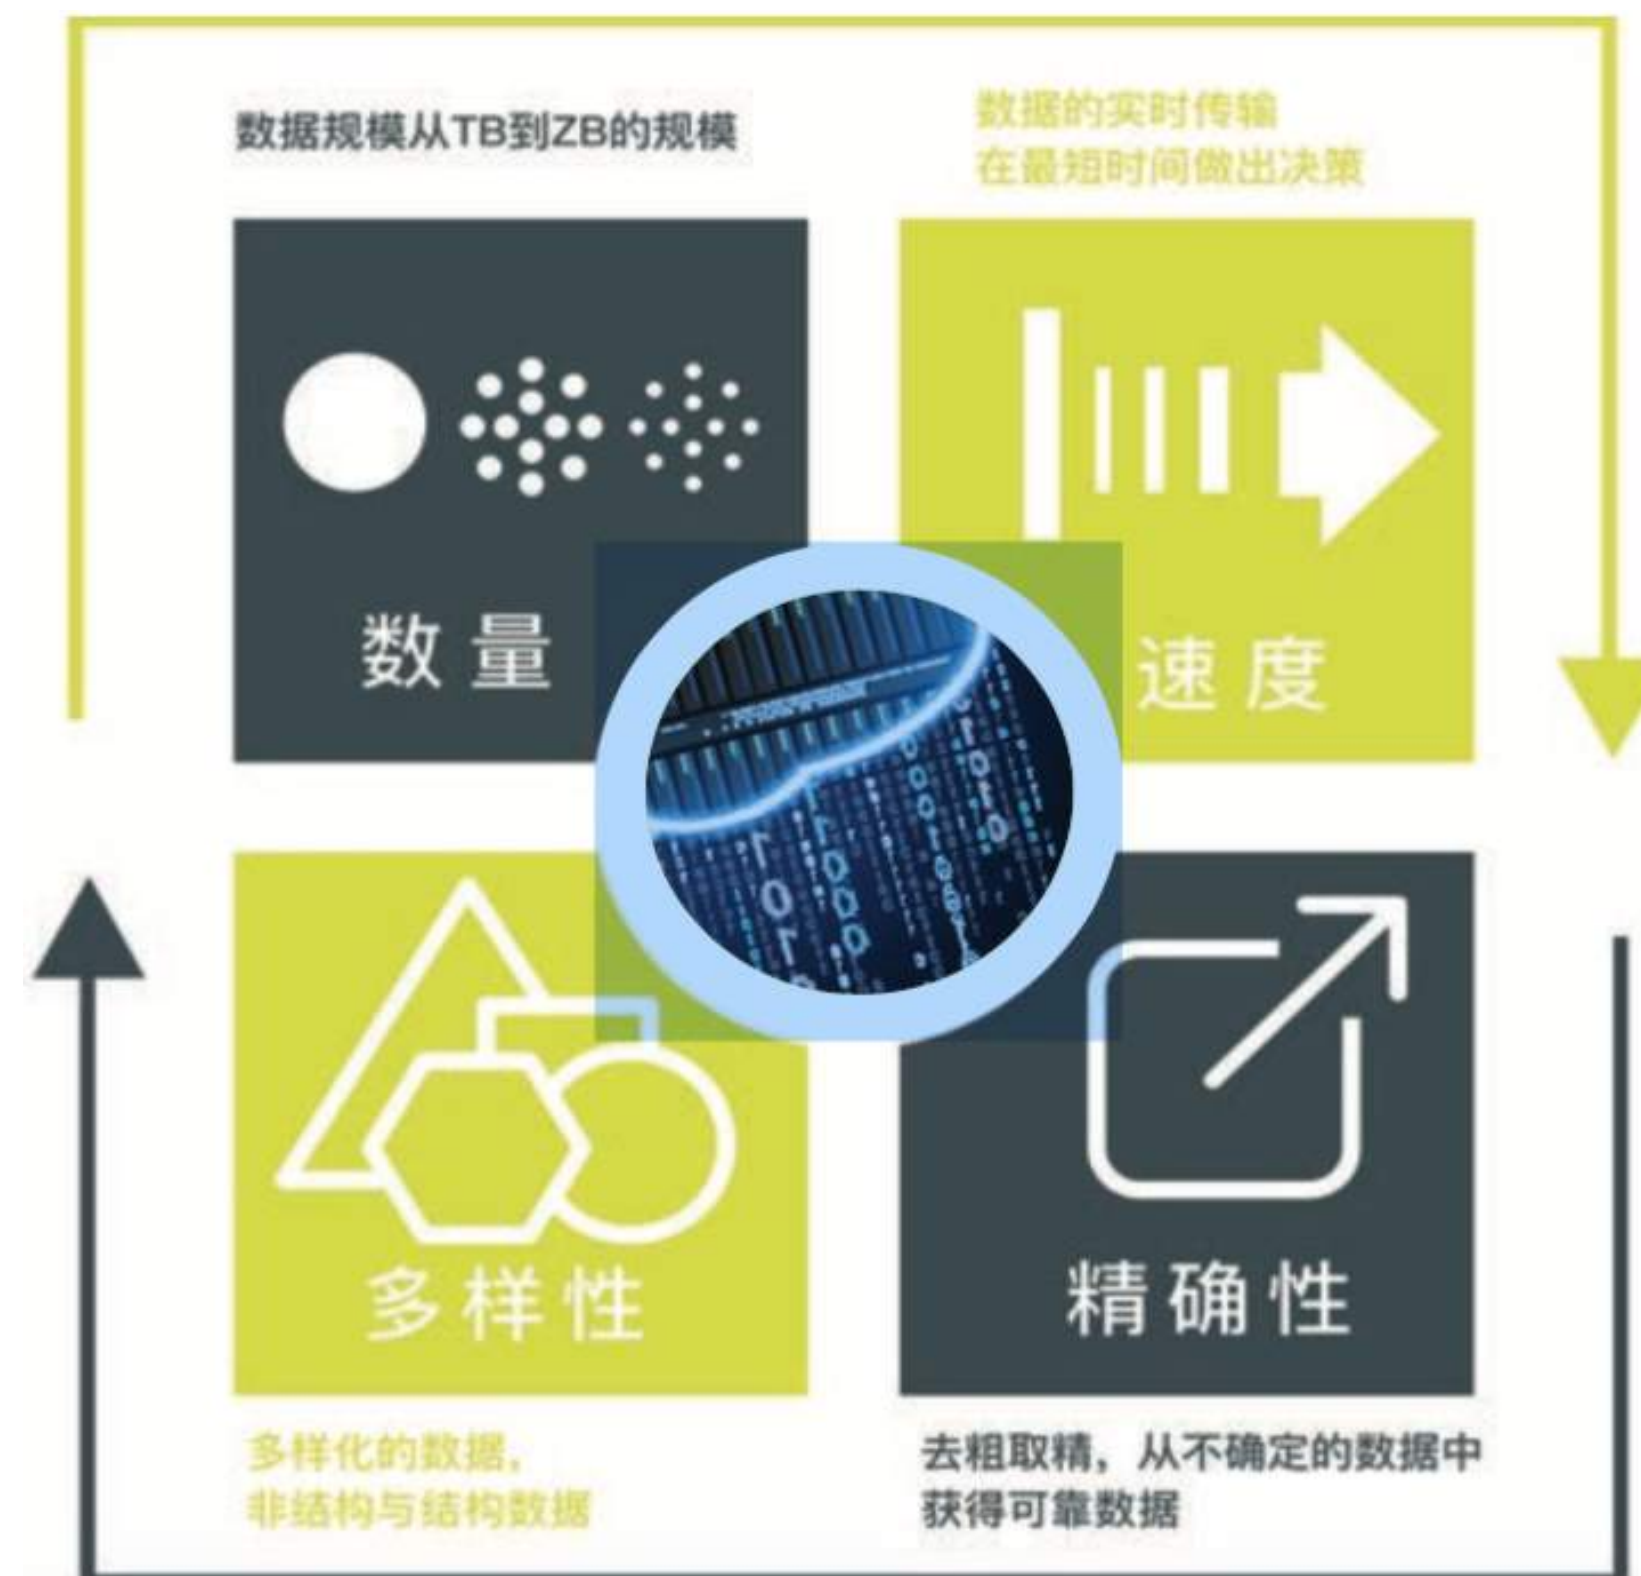 数据规模从TB到ZB的规模
数据的实时传输
在最短时间做出决策
数量
速度
多样性
精确性
多样化的数据,
非结构与结构数据
去粗取精，从不确定的数据中
获得可靠数据